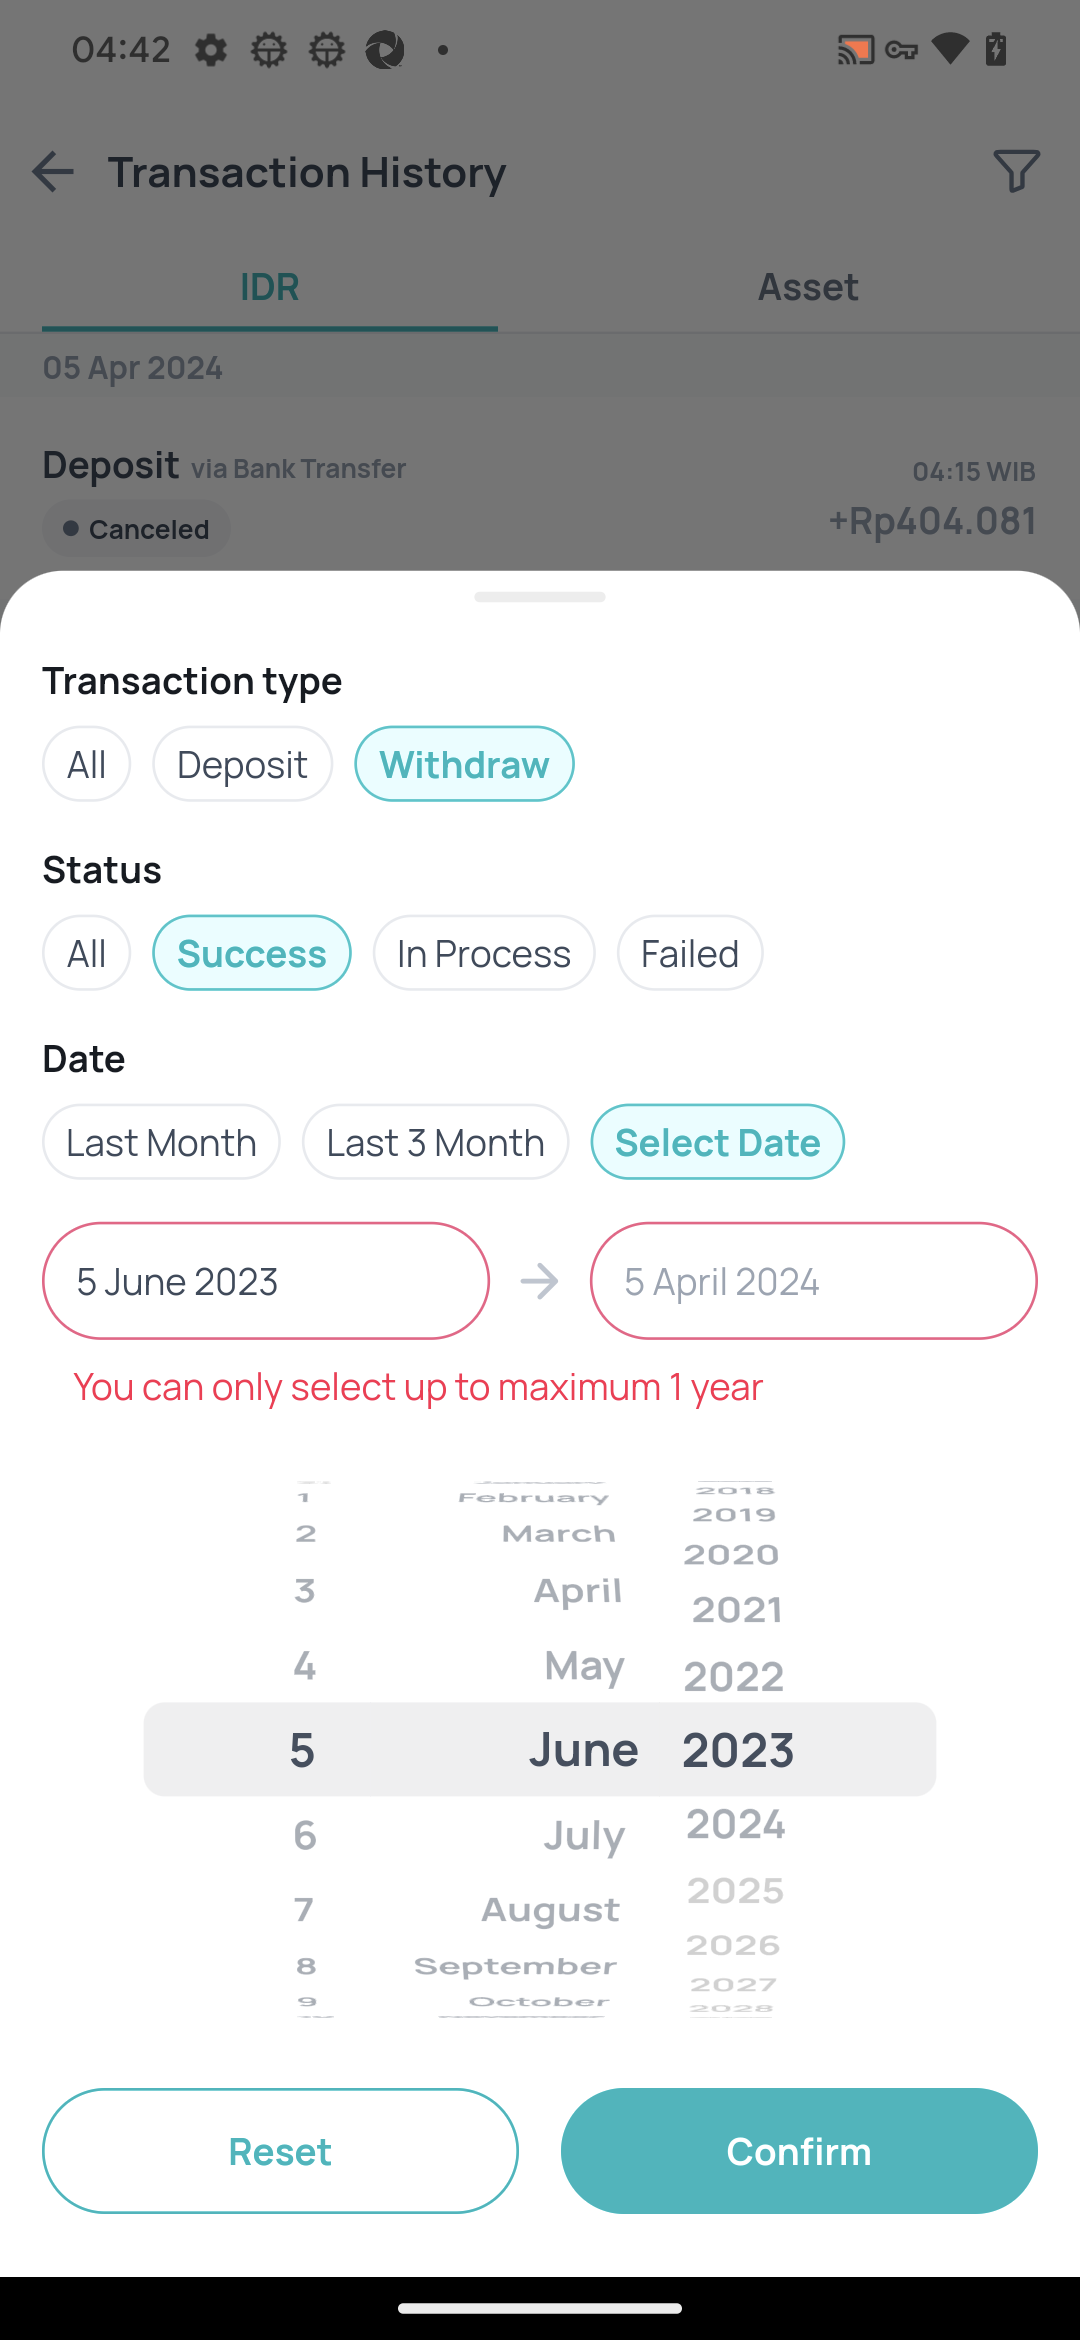 04:42
Transaction History
IDR
Asset
05 Apr 2024
Deposit via Bank Transfer
04:15 WIB
Canceled
+Rp404.081
Transaction type
All
Deposit
Withdraw
Status
All
Success
In Process
Failed
Date
Last Month
Last 3 Month
Select Date
5 June 2023
5 April 2024
You can only select up to maximum 1 year
1 February 2018
2019
2 March 2020
3 April 2021
4 May 2022
5 June 2023
6 July 2024
7 August 2025
2026
8 September 2027
9 October 2028
Reset
Confirm